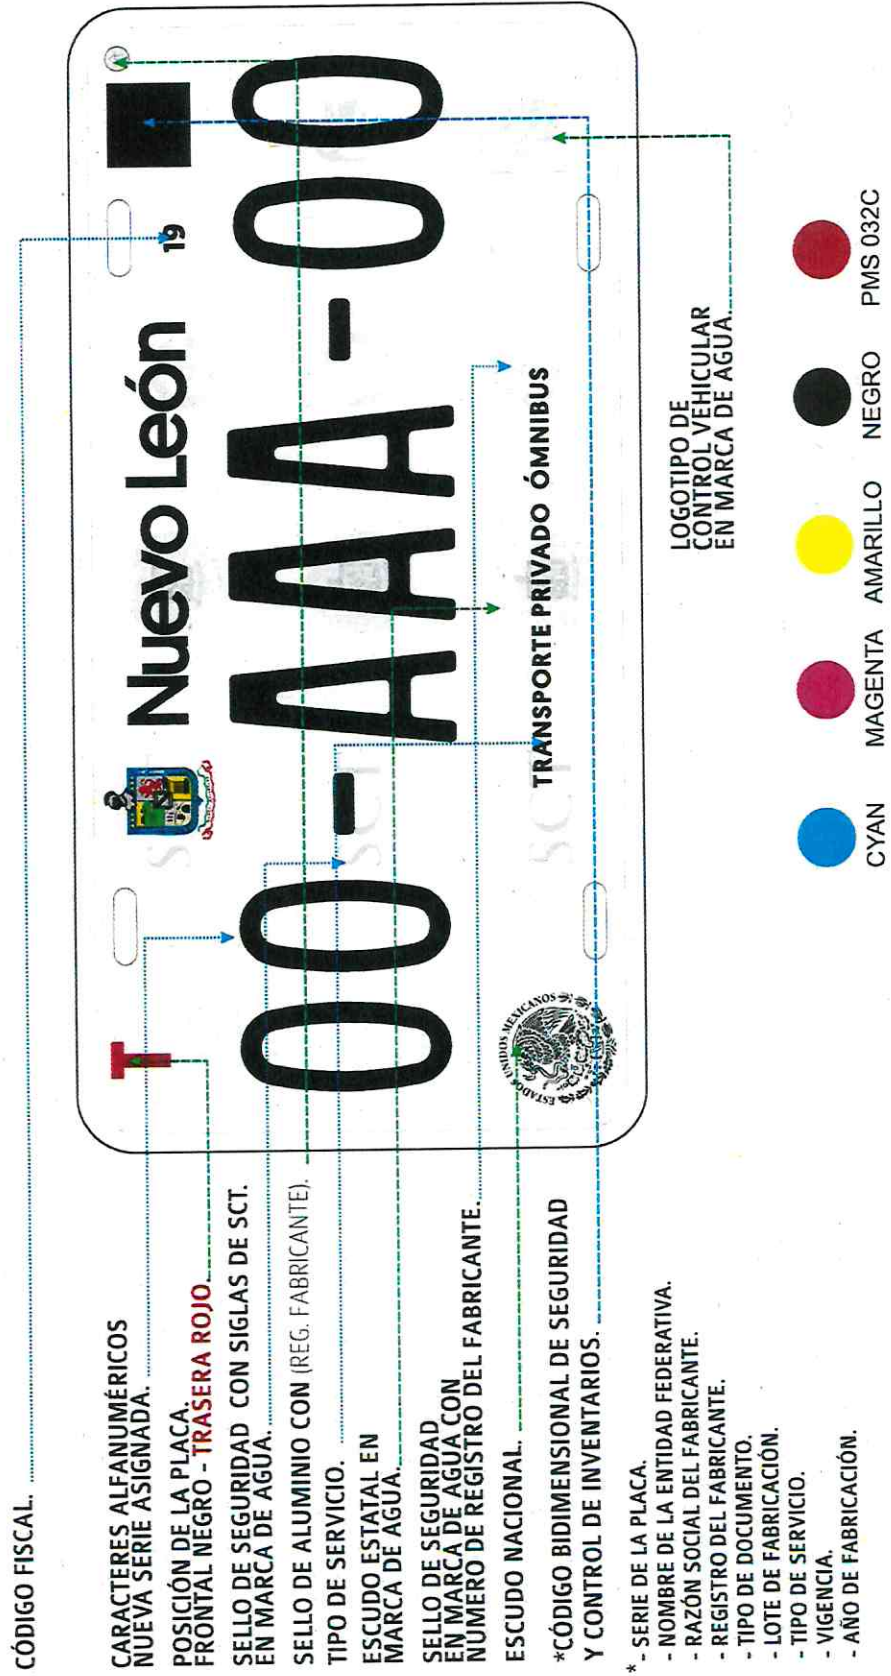 CÓDIGO FISCAL.
CARACTERES ALFANUMÉRICOS
NUEVA SERIE ASIGNADA.
POSICIÓN DE LA PLACA.
FRONTAL NEGRO - TRASERA ROJO
SELLO DE SEGURIDAD CON SIGLAS DE SCT.
EN MARCA DE AGUA.
SELLO DE ALUMINIO CON (REG. FABRICANTE).
TIPO DE SERVICIO.
ESCUDO ESTATAL EN
MARCA DE AGUA.
SELLO DE SEGURIDAD
EN MARCA DE AGUA CON
NUMERO DE REGISTRO DEL FABRICANTE.
ESCUDO NACIONAL.
*CÓDIGO BIDIMENSIONAL DE SEGURIDAD
Y CONTROL DE INVENTARIOS.
*
- SERIE DE LA PLACA.
- NOMBRE DE LA ENTIDAD FEDERATIVA.
- RAZÓN SOCIAL DEL FABRICANTE.
- REGISTRO DEL FABRICANTE.
- TIPO DE DOCUMENTO.
- LOTE DE FABRICACIÓN.
- TIPO DE SERVICIO.
- VIGENCIA.
- AÑO DE FABRICACIÓN.
T
Nuevo León
19
00-AAA-00
SCT
SCT
ESTADOS UNIDOS MEXICANOS
TRANSPORTE PRIVADO ÓMNIBUS
LOGOTIPO DE
CONTROL VEHICULAR
EN MARCA DE AGUA.
CYAN
MAGENTA
AMARILLO
NEGRO
PMS 032C